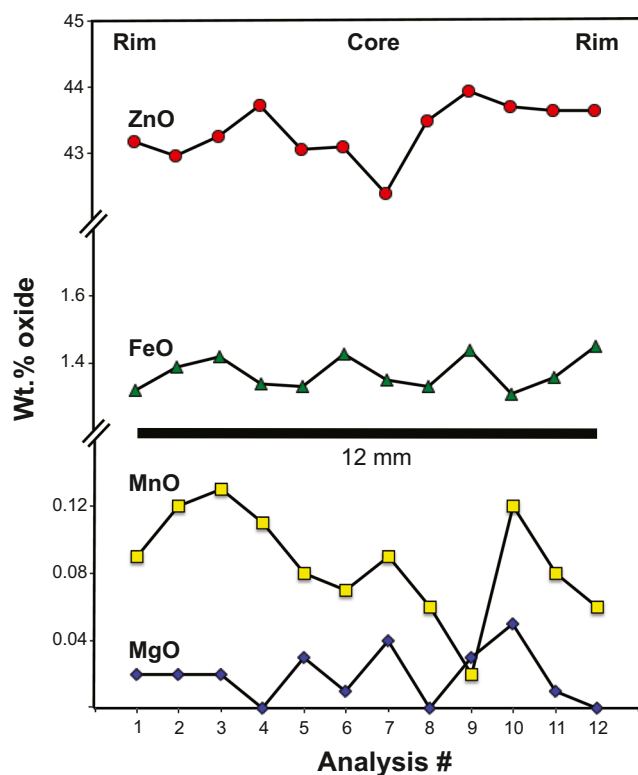 45
Rim Core Rim
44
ZnO
43
1.6
FeO
1.4
12 mm
MnO
0.12
0.08
MgO
0.04
1 2 3 4 5 6 7 8 9 10 11 12
Analysis #
Wt.% oxide